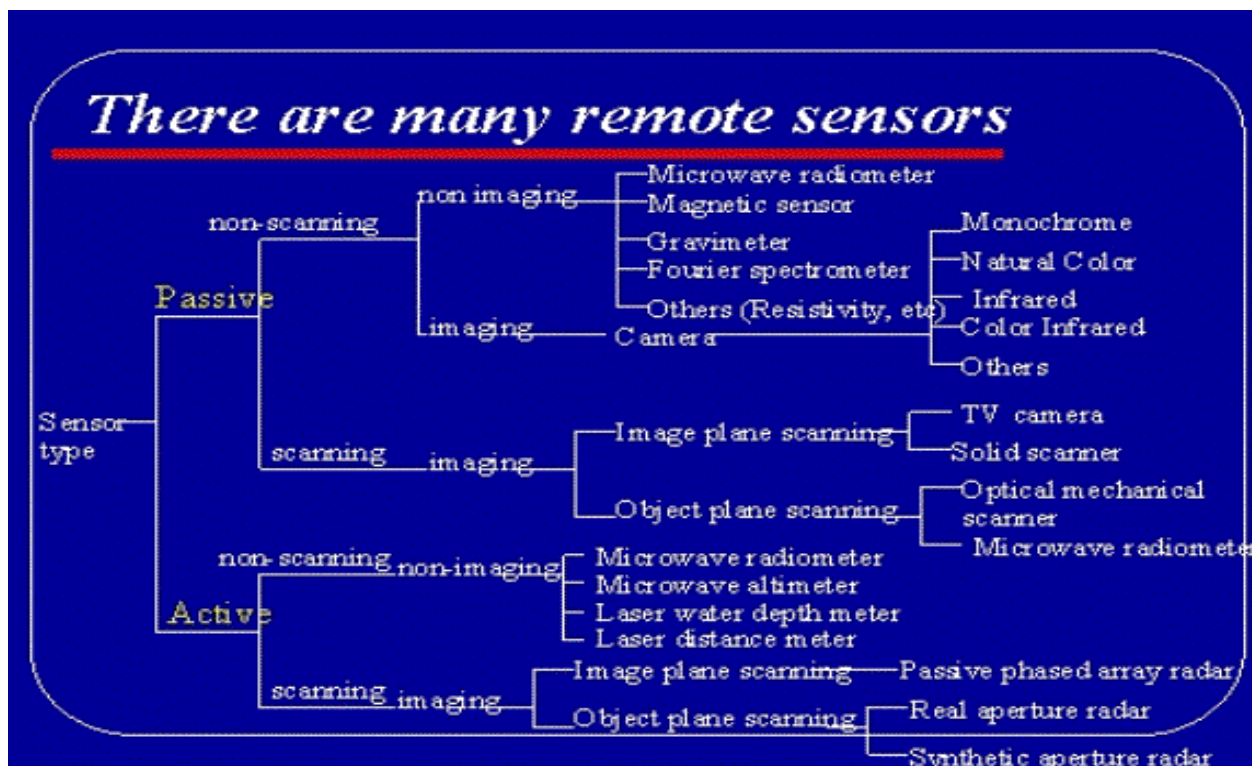 There are many remote sensors
Microwave radiometer
non imaging
Magnetic sensor
non-scanning
Monochrome
Gravimeter
Natural Color
Fourier spectrometer
Passive
Infrared
Others (Resistivity, etc)
Color Infrared
imaging
Camera
Others
TV camera
Sensor
type
Image plane scanning
Solid scanner
scanning
imaging
Optical mechanical
scanner
Object plane scanning
Microwave radiometer
non-scanning
non-imaging
Microwave radiometer
Microwave altimeter
Active
Laser water depth meter
Laser distance meter
Image plane scanning
Passive phased array radar
scanning
imaging
Object plane scanning
Real aperture radar
Synthetic aperture radar